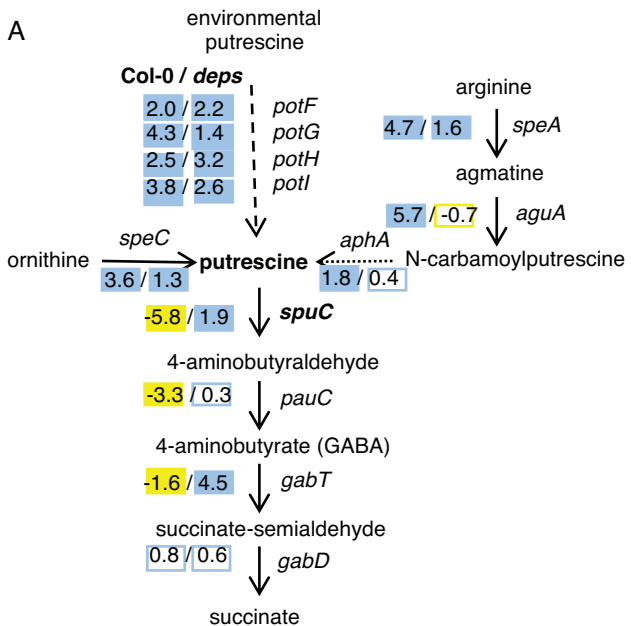 A
environmental
putrescine
Col-0 / deps
2.0 / 2.2 potF
4.3 / 1.4 potG
2.5 / 3.2 potH
3.8 / 2.6 potI
arginine
4.7 / 1.6 speA
agmatine
5.7 / -0.7 aguA
ornithine speC putrescine aphA N-carbamoylputrescine
3.6 / 1.3
1.8 / 0.4
-5.8 / 1.9 spuC
4-aminobutyraldehyde
-3.3 / 0.3 pauC
4-aminobutyrate (GABA)
-1.6 / 4.5 gabT
succinate-semialdehyde
0.8 / 0.6 gabD
succinate